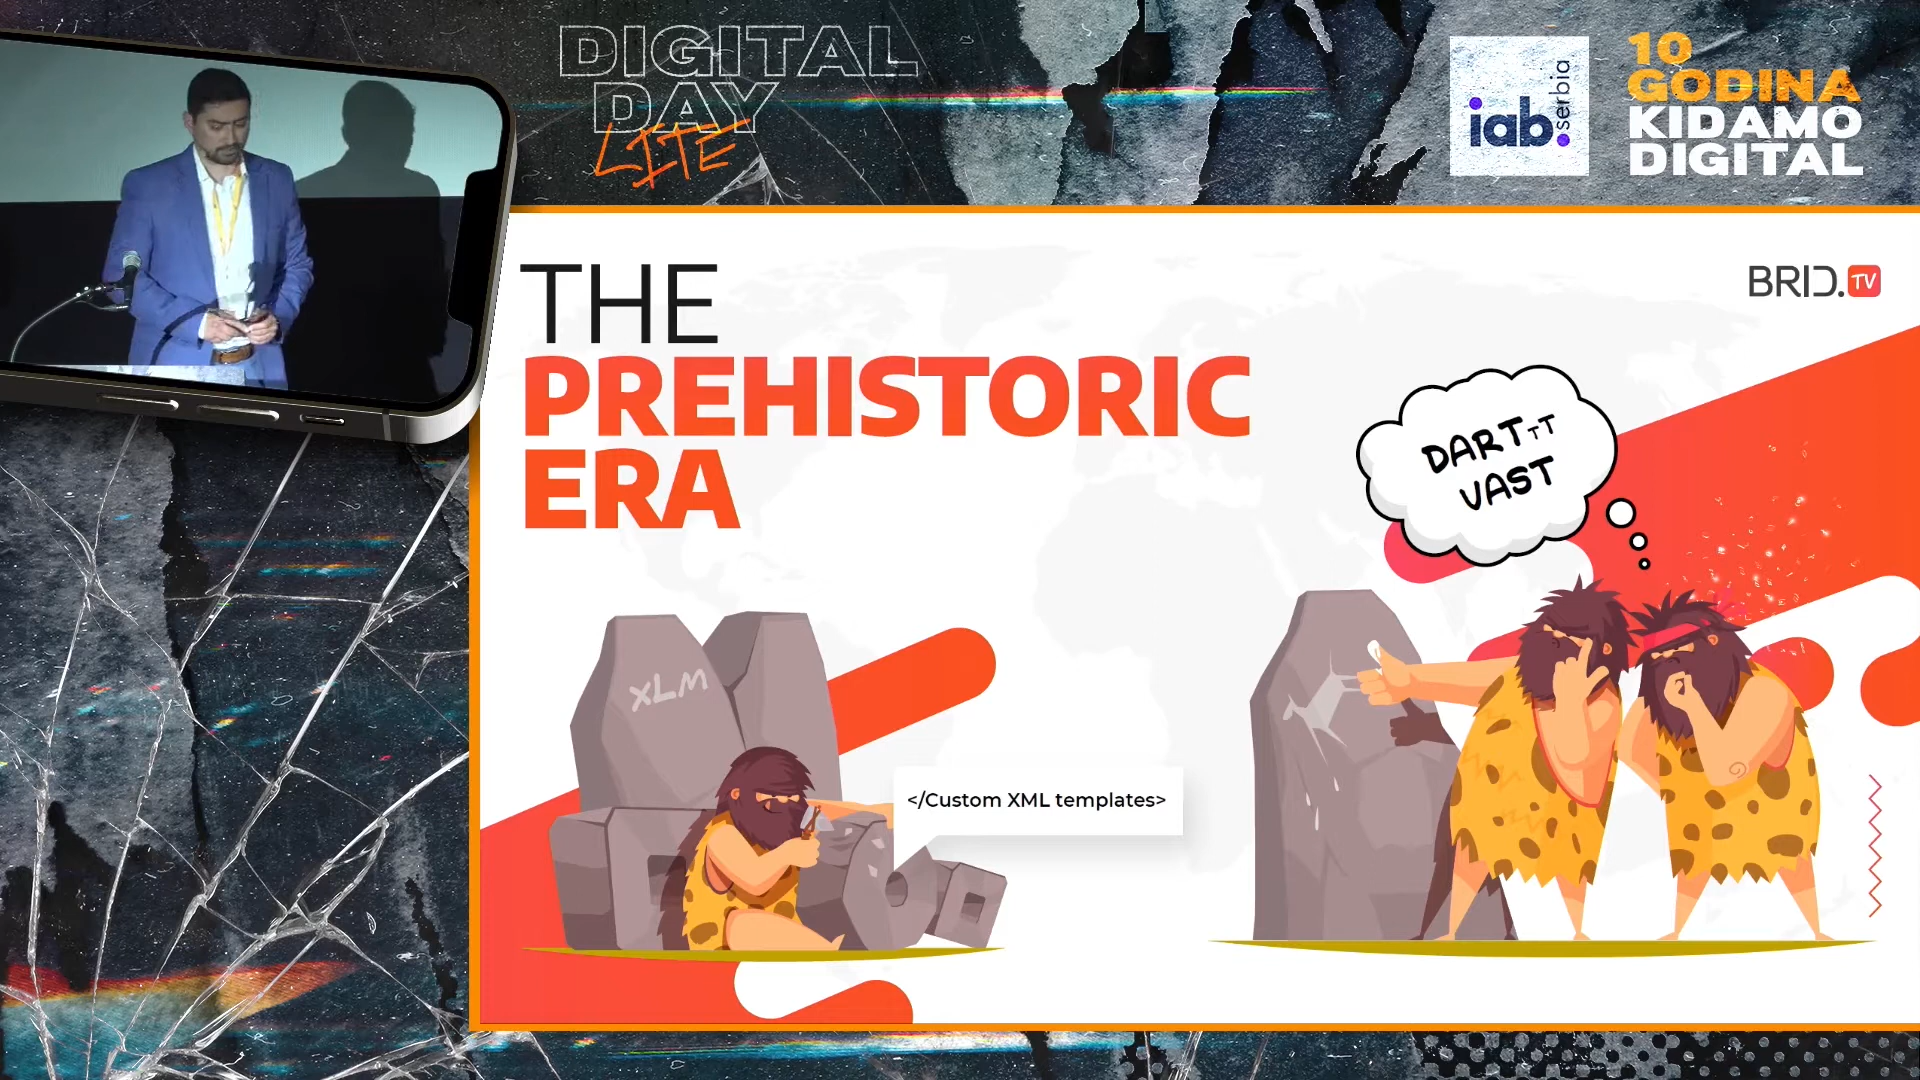 DIGITAL
DAY
LITE
iab.
serbia
10
GODINA
KIDAMO
DIGITAL
THE
PREHISTORIC
ERA
BRID.TV
DARTTT
VAST
XLM
</Custom XML templates>